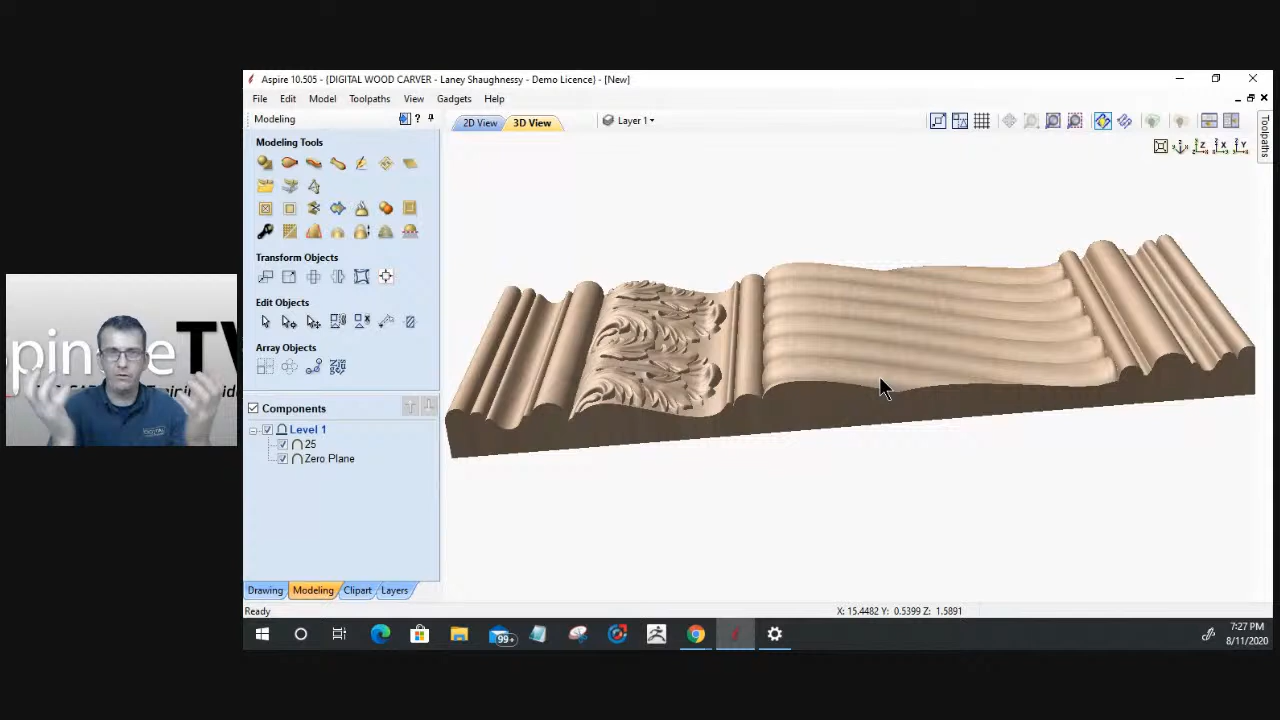 Aspire 10.505 - {DIGITAL WOOD CARVER - Laney Shaughnessy - Demo Licence} - [New]
File Edit Model Toolpaths View Gadgets Help
Modeling
2D View 3D View Layer 1
Toolpaths
Modeling Tools
Transform Objects
Edit Objects
Array Objects
Components
Level 1
25
Zero Plane
Drawing Modeling Clipart Layers
Ready
X: 15.4482 Y: 0.5399 Z: 1.5891
99+
7:27 PM
8/11/2020